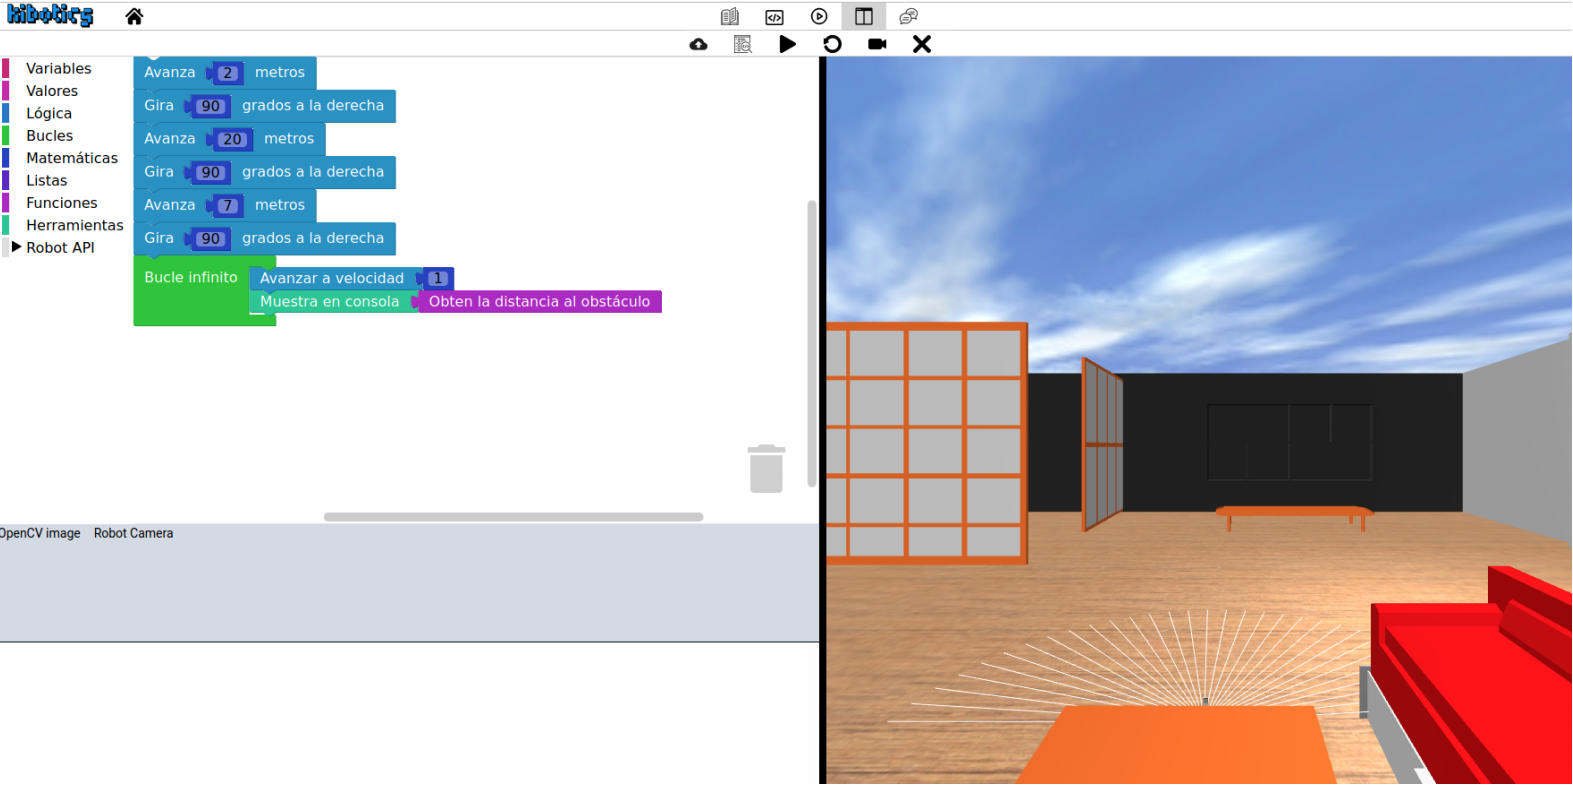 kibotics
Variables
Valores
Lógica
Bucles
Matemáticas
Listas
Funciones
Herramientas
Robot API
Avanza 2 metros
Gira 90 grados a la derecha
Avanza 20 metros
Gira 90 grados a la derecha
Avanza 7 metros
Gira 90 grados a la derecha
Bucle infinito Avanzar a velocidad 1
Muestra en consola Obten la distancia al obstáculo
OpenCV image Robot Camera